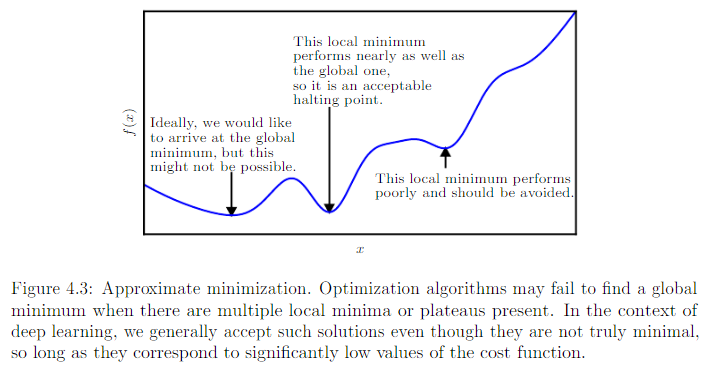 This local minimum
performs nearly as well as
the global one,
so it is an acceptable
halting point.
f(x)
Ideally, we would like
to arrive at the global
minimum, but this
might not be possible.
This local minimum performs
poorly and should be avoided.
x
Figure 4.3: Approximate minimization. Optimization algorithms may fail to find a global
minimum when there are multiple local minima or plateaus present. In the context of
deep learning, we generally accept such solutions even though they are not truly minimal,
so long as they correspond to significantly low values of the cost function.